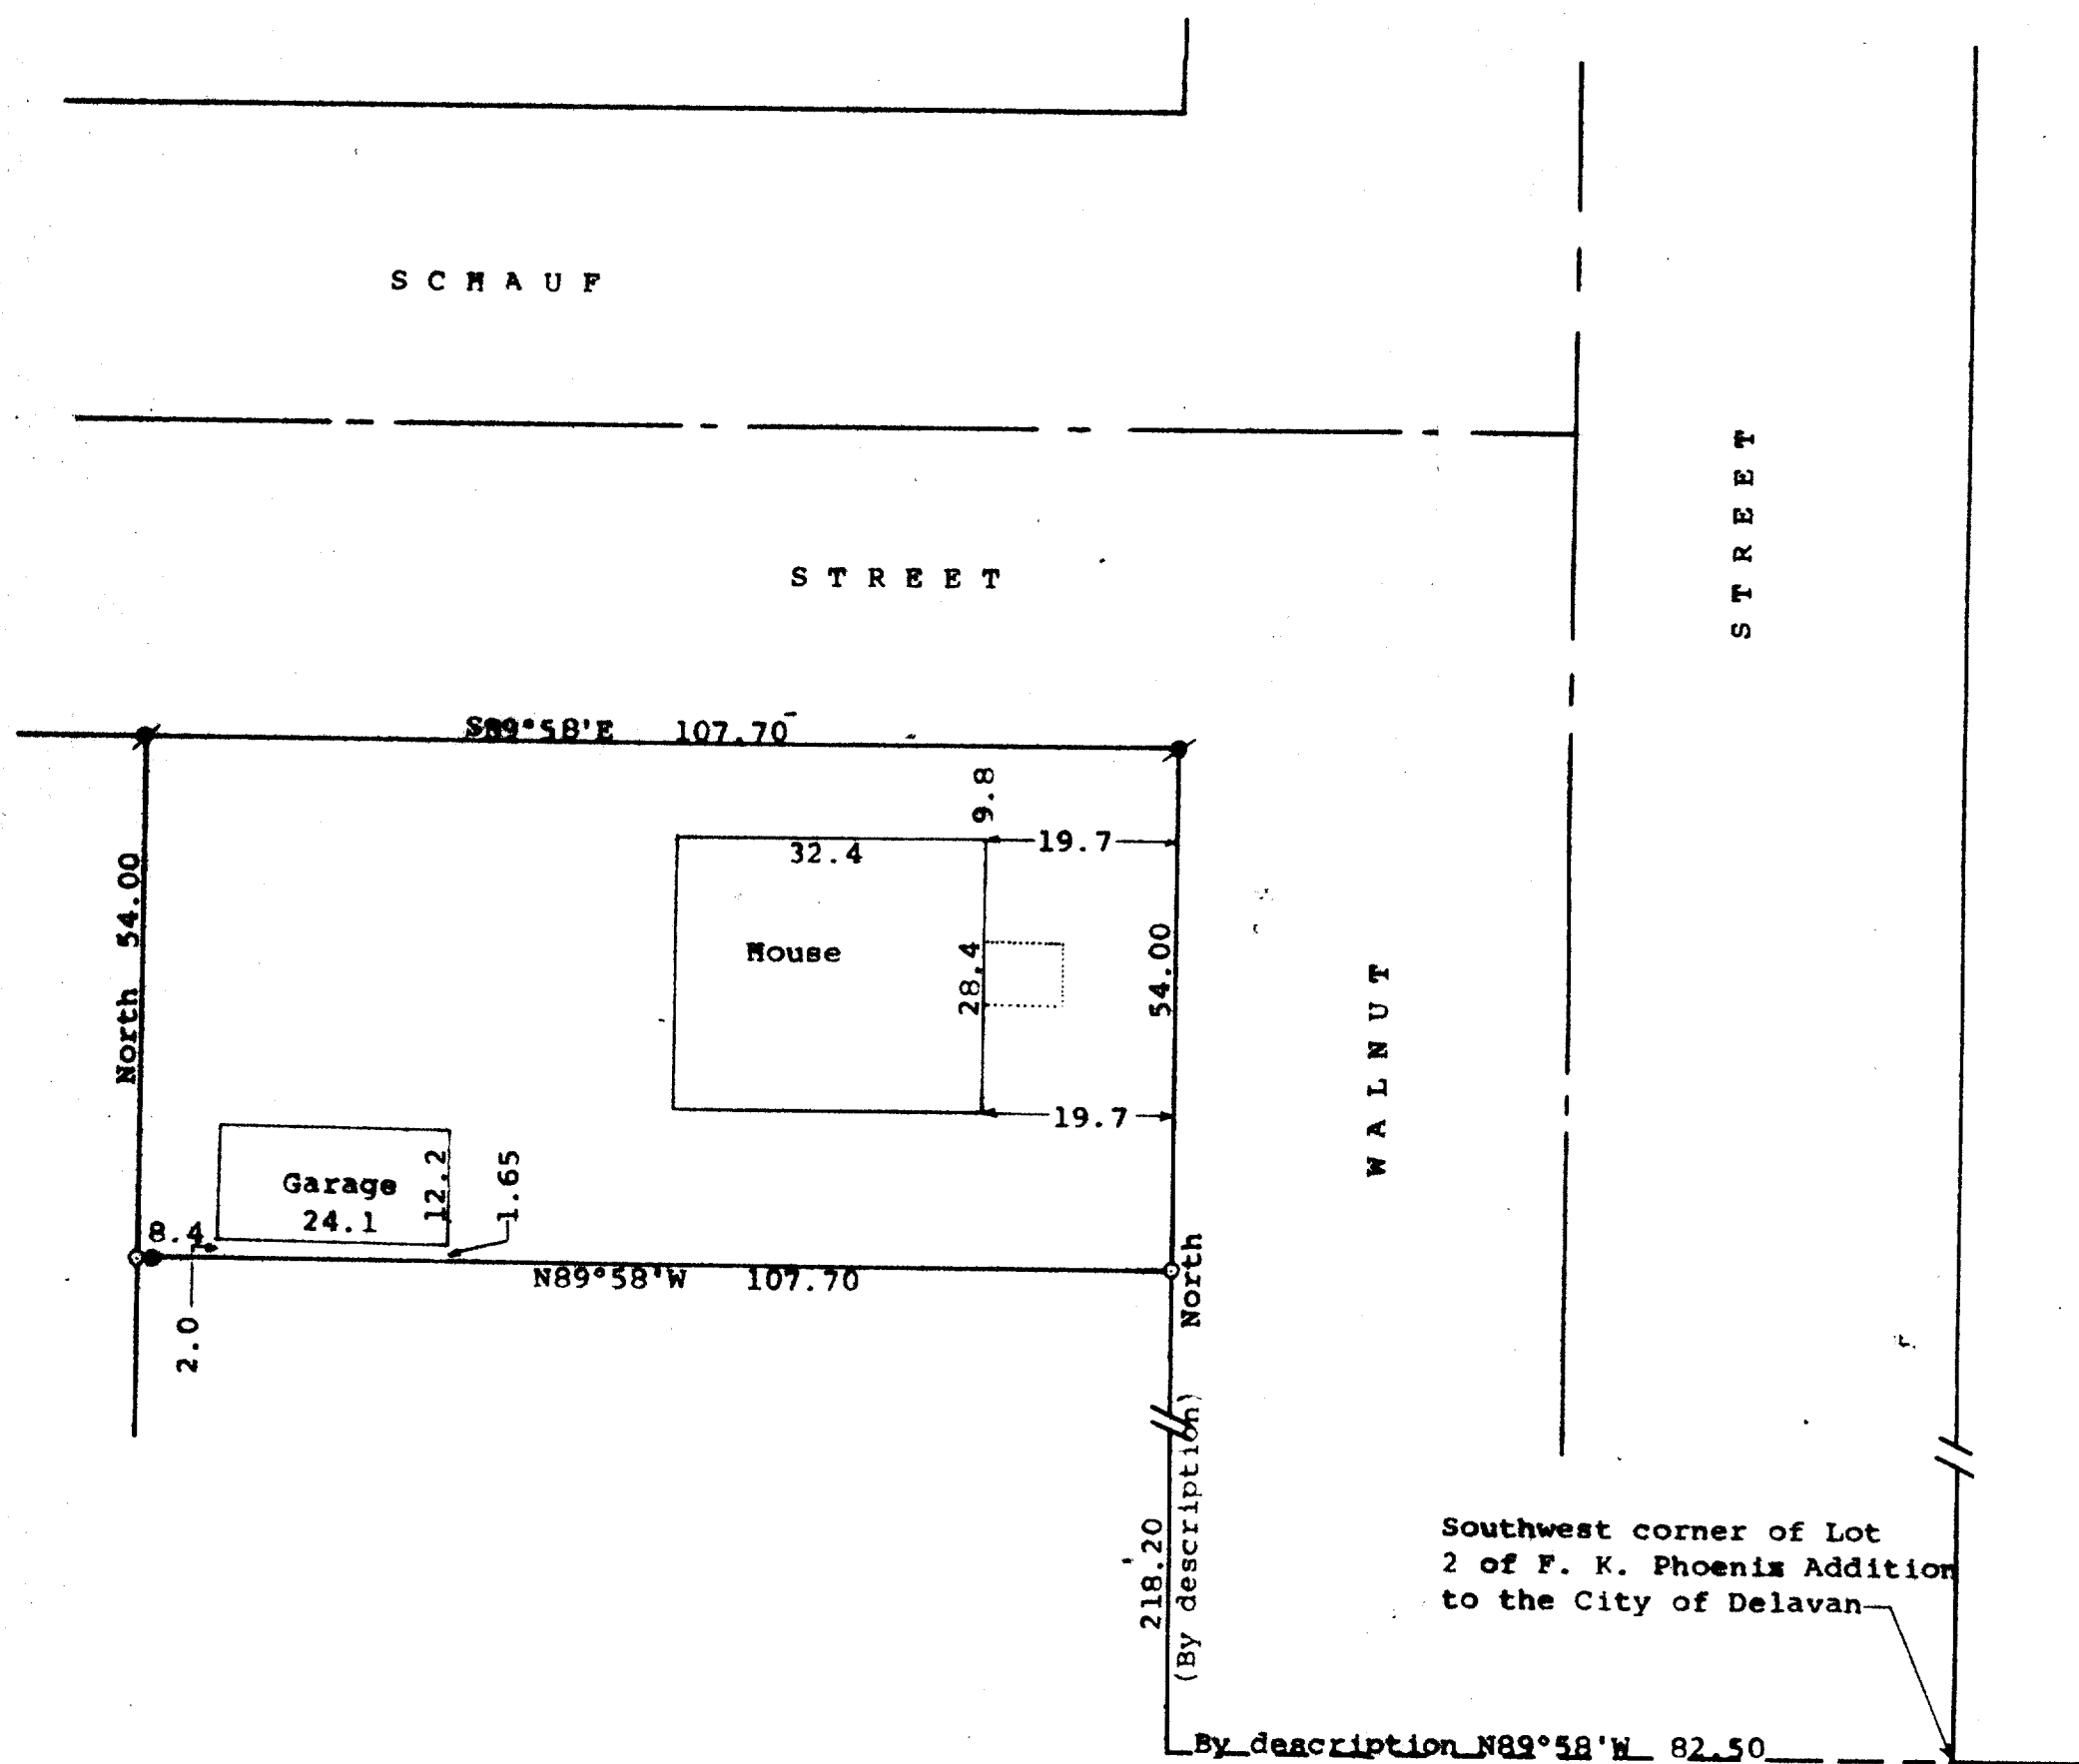 SCHAUF
STREET
STREET
S89°58'E 107.70
9.8
19.7
32.4
North 54.00
House
28.4
54.00
WALNUT
19.7
Garage
24.1
12.2
1.65
8.4
N89°58'W 107.70
North
2.0
218.20
(By description)
Southwest corner of Lot
2 of F. K. Phoenix Addition
to the City of Delavan
By description N89°58'W 82.50